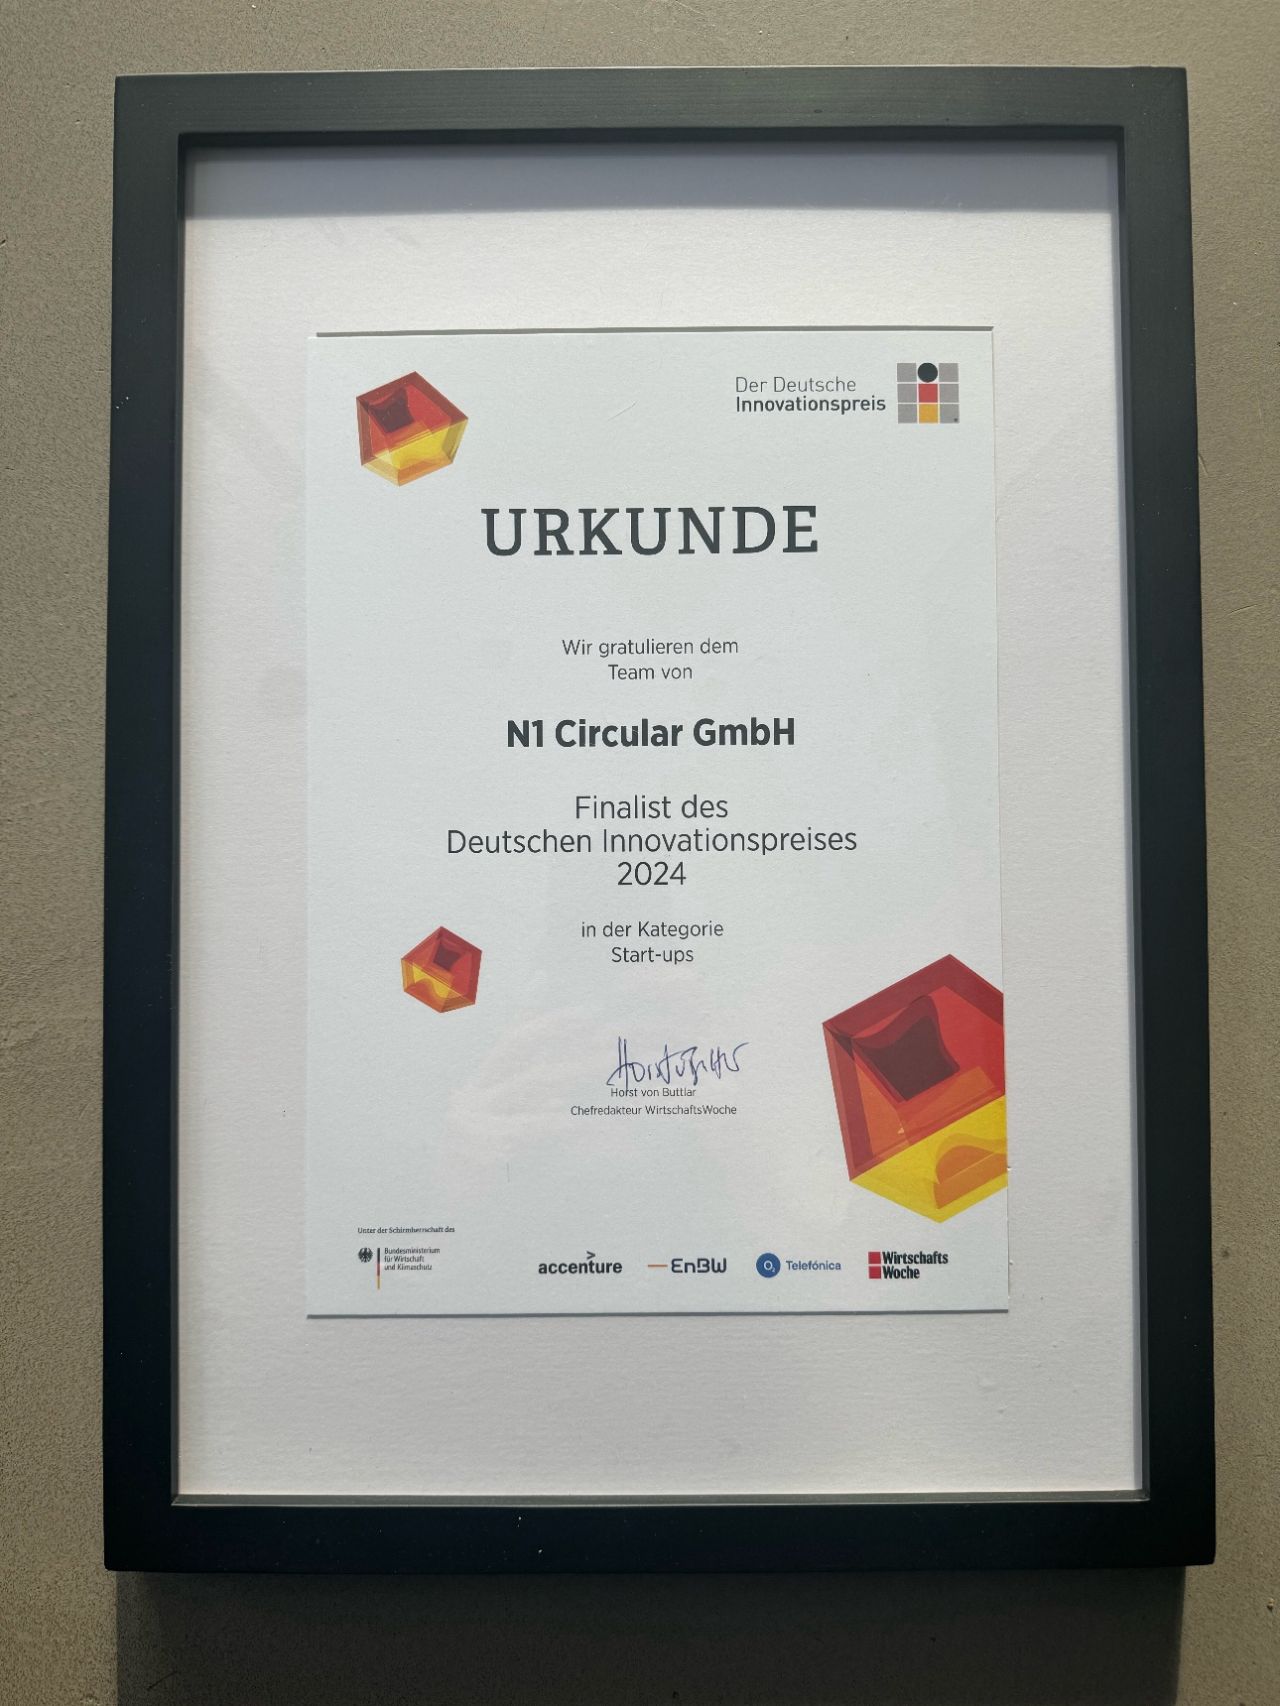 Der Deutsche
Innovationspreis
URKUNDE
Wir gratulieren dem
Team von
N1 Circular GmbH
Finalist des
Deutschen Innovationspreises
2024
in der Kategorie
Start-ups
Horst von Buttlar
Chefredakteur WirtschaftsWoche
Unter der Schirmherrschaft des
Bundesministerium
für Wirtschaft
und Klimaschutz
accenture
EnBW
O2 Telefónica
Wirtschafts
Woche